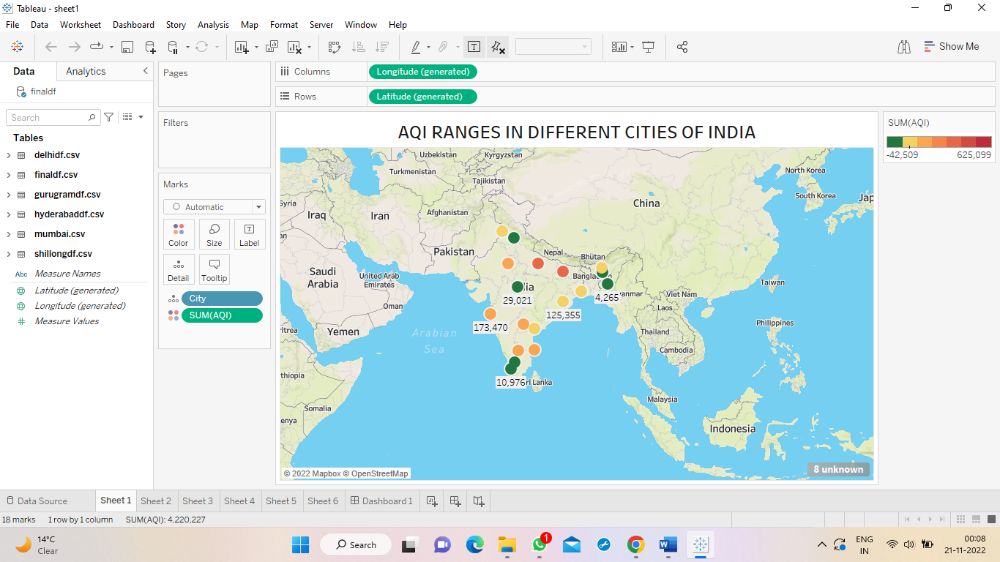 Tableau - sheet1
File Data Worksheet Dashboard Story Analysis Map Format Server Window Help
Show Me
Data Analytics
finaldf
Search
Tables
delhidf.csv
finaldf.csv
gurugramdf.csv
hyderabaddf.csv
mumbai.csv
shillongdf.csv
Abc Measure Names
Latitude (generated)
Longitude (generated)
Measure Values
Pages
Filters
Marks
Automatic
Color Size Label
Detail Tooltip
City
SUM(AQI)
Columns Longitude (generated)
Rows Latitude (generated)
AQI RANGES IN DIFFERENT CITIES OF INDIA
Uzbekistan Kyrgyzstan
Turkmenistan
Tajikistan
North Korea
South Korea
Jap
Syria
Iraq
Iran
Afghanistan
China
an
Pakistan
Nepal
Bhutan
Saudi
Arabia
United Arab
Emirates
Banglad
Taiwan
Oman
dia
29,021
4,265
yanmar
Viet Nam
Laos
125,355
173,470
Yemen
Arabian
Sea
Thailand
Philippines
ritrea
Cambodia
thiopia
10,976
ri Lanka
Malaysia
Somalia
enya
Indonesia
© 2022 Mapbox © OpenStreetMap
8 unknown
SUM(AQI)
-42,509 625,099
Data Source Sheet 1 Sheet 2 Sheet 3 Sheet 4 Sheet 5 Sheet 6 Dashboard 1
18 marks 1 row by 1 column SUM(AQI): 4,220,227
14°C
Clear
Search
1
ENG
IN
00:08
21-11-2022